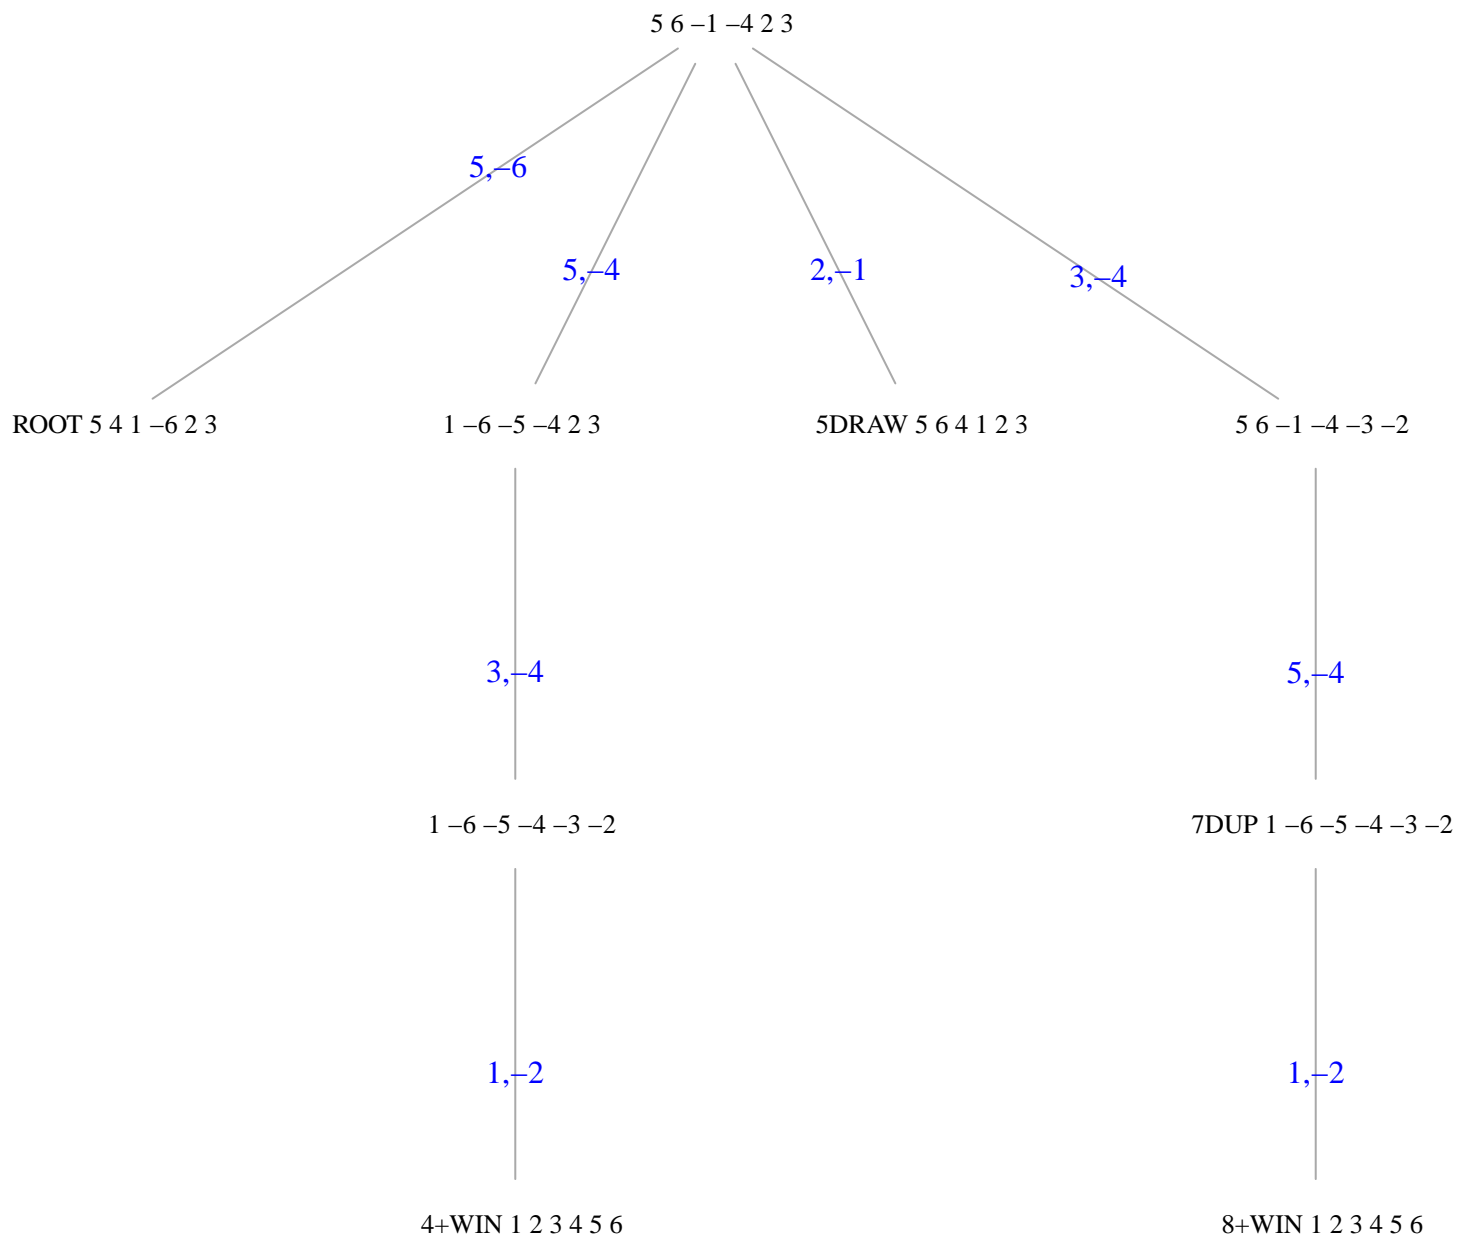 5 6 –1 –4 2 3
5,–6
5,–4
2,–1
3,–4
ROOT 5 4 1 –6 2 3
1 –6 –5 –4 2 3
5DRAW 5 6 4 1 2 3
5 6 –1 –4 –3 –2
3,–4
5,–4
1 –6 –5 –4 –3 –2
7DUP 1 –6 –5 –4 –3 –2
1,–2
1,–2
4+WIN 1 2 3 4 5 6
8+WIN 1 2 3 4 5 6